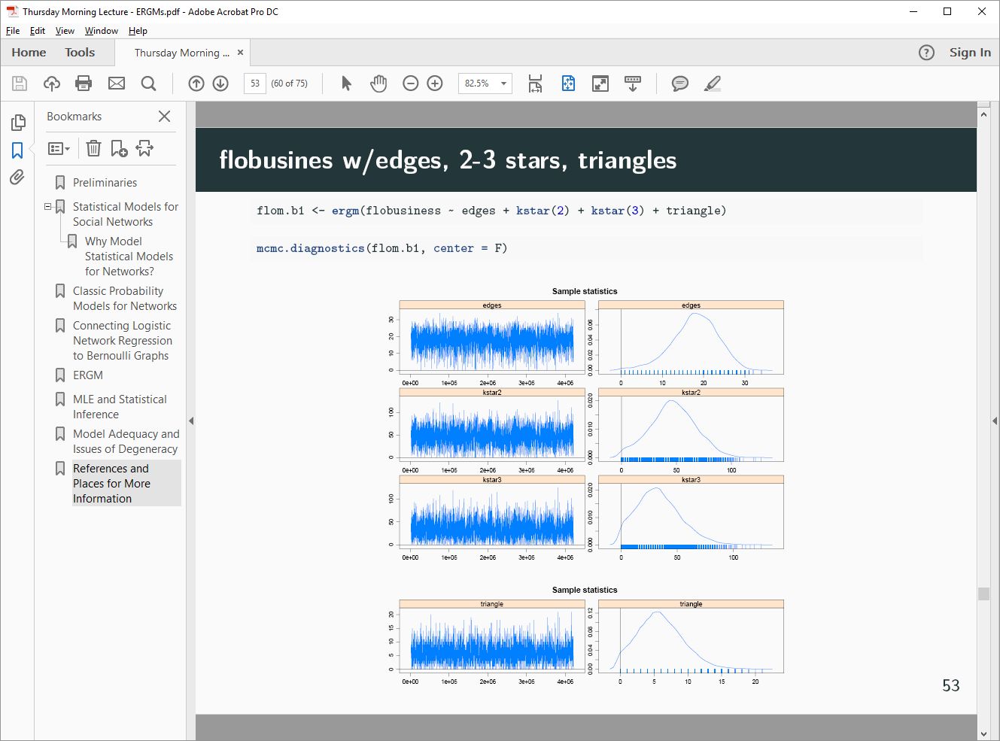 Thursday Morning Lecture - ERGMs.pdf - Adobe Acrobat Pro DC
File Edit View Window Help
Home Tools Thursday Morning ... × ? Sign In
53 (60 of 75) 82.5%
Bookmarks
Preliminaries
Statistical Models for
Social Networks
Why Model
Statistical Models
for Networks?
Classic Probability
Models for Networks
Connecting Logistic
Network Regression
to Bernoulli Graphs
ERGM
MLE and Statistical
Inference
Model Adequacy and
Issues of Degeneracy
References and
Places for More
Information
flobusines w/edges, 2-3 stars, triangles
flom.b1 <- ergm(flobusiness ~ edges + kstar(2) + kstar(3) + triangle)
mcmc.diagnostics(flom.b1, center = F)
Sample statistics
edges
0 10 20 30
0e+00 1e+06 2e+06 3e+06 4e+06
edges
0.00 0.02 0.04 0.06
0 10 20 30
kstar2
0 50 100
0e+00 1e+06 2e+06 3e+06 4e+06
kstar2
0.000 0.010 0.020
0 50 100
kstar3
0 50 100
0e+00 1e+06 2e+06 3e+06 4e+06
kstar3
0.000 0.010 0.020
0 50 100
Sample statistics
triangle
0 5 10 15 20
0e+00 1e+06 2e+06 3e+06 4e+06
triangle
0.00 0.04 0.08 0.12
0 5 10 15 20
53